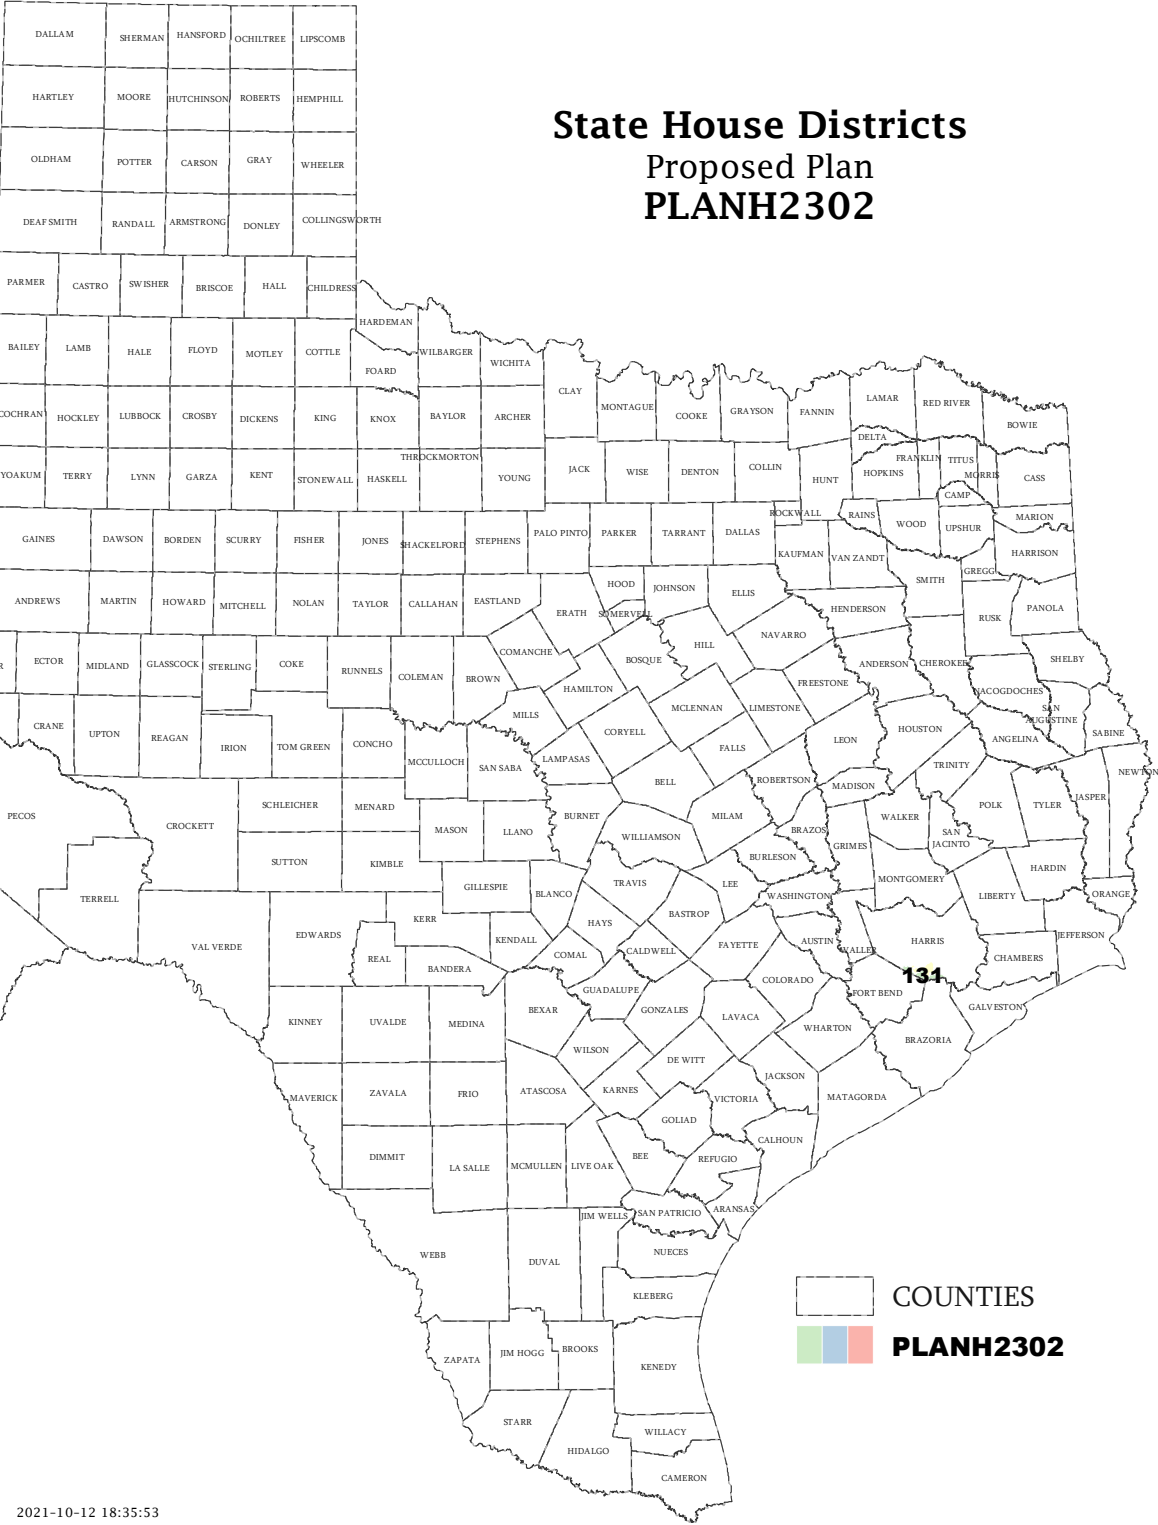 State House Districts
Proposed Plan
PLANH2302
DALLAM SHERMAN HANSFORD OCHILTREE LIPSCOMB
HARTLEY MOORE HUTCHINSON ROBERTS HEMPHILL
OLDHAM POTTER CARSON GRAY WHEELER
DEAF SMITH RANDALL ARMSTRONG DONLEY COLLINGSWORTH
PARMER CASTRO SWISHER BRISCOE HALL CHILDRESS
HARDEMAN
BAILEY LAMB HALE FLOYD MOTLEY COTTLE FOARD WILBARGER WICHITA
CLAY MONTAGUE COOKE GRAYSON FANNIN LAMAR RED RIVER BOWIE
COCHRAN HOCKLEY LUBBOCK CROSBY DICKENS KING KNOX BAYLOR ARCHER
DELTA
YOAKUM TERRY LYNN GARZA KENT STONEWALL HASKELL THROCKMORTON YOUNG JACK WISE DENTON COLLIN HUNT HOPKINS FRANKLIN TITUS MORRIS CASS
CAMP
ROCKWALL RAINS WOOD UPSHUR MARION
GAINES DAWSON BORDEN SCURRY FISHER JONES SHACKELFORD STEPHENS PALO PINTO PARKER TARRANT DALLAS KAUFMAN VAN ZANDT HARRISON
SMITH GREGG
ANDREWS MARTIN HOWARD MITCHELL NOLAN TAYLOR CALLAHAN EASTLAND ERATH HOOD SOMERVELL JOHNSON ELLIS HENDERSON RUSK PANOLA
R ECTOR MIDLAND GLASSCOCK STERLING COKE RUNNELS COLEMAN BROWN COMANCHE BOSQUE HILL NAVARRO ANDERSON CHEROKEE SHELBY
HAMILTON FREESTONE NACOGDOCHES
CRANE UPTON REAGAN IRION TOM GREEN CONCHO MILLS CORYELL MCLENNAN LIMESTONE LEON HOUSTON ANGELINA SAN
AUGUSTINE
SABINE
MCCULLOCH SAN SABA LAMPASAS BELL FALLS ROBERTSON MADISON TRINITY NEWTON
PECOS CROCKETT SCHLEICHER MENARD MASON LLANO BURNET WILLIAMSON MILAM BRAZOS GRIMES WALKER SAN
JACINTO
POLK TYLER JASPER
SUTTON KIMBLE GILLESPIE BLANCO TRAVIS LEE BURLESON WASHINGTON MONTGOMERY LIBERTY HARDIN ORANGE
TERRELL VAL VERDE EDWARDS KERR KENDALL HAYS BASTROP FAYETTE AUSTIN WALLER HARRIS JEFFERSON
REAL BANDERA COMAL CALDWELL COLORADO CHAMBERS
131
GUADALUPE FORT BEND GALVESTON
KINNEY UVALDE MEDINA BEXAR GONZALES LAVACA WHARTON BRAZORIA
WILSON DE WITT
MAVERICK ZAVALA FRIO ATASCOSA KARNES VICTORIA JACKSON MATAGORDA
GOLIAD CALHOUN
DIMMIT LA SALLE MCMULLEN LIVE OAK BEE REFUGIO
JIM WELLS SAN PATRICIO ARANSAS
WEBB DUVAL NUECES
KLEBERG
ZAPATA JIM HOGG BROOKS KENEDY
STARR HIDALGO WILLACY
CAMERON
COUNTIES
PLANH2302
2021-10-12 18:35:53